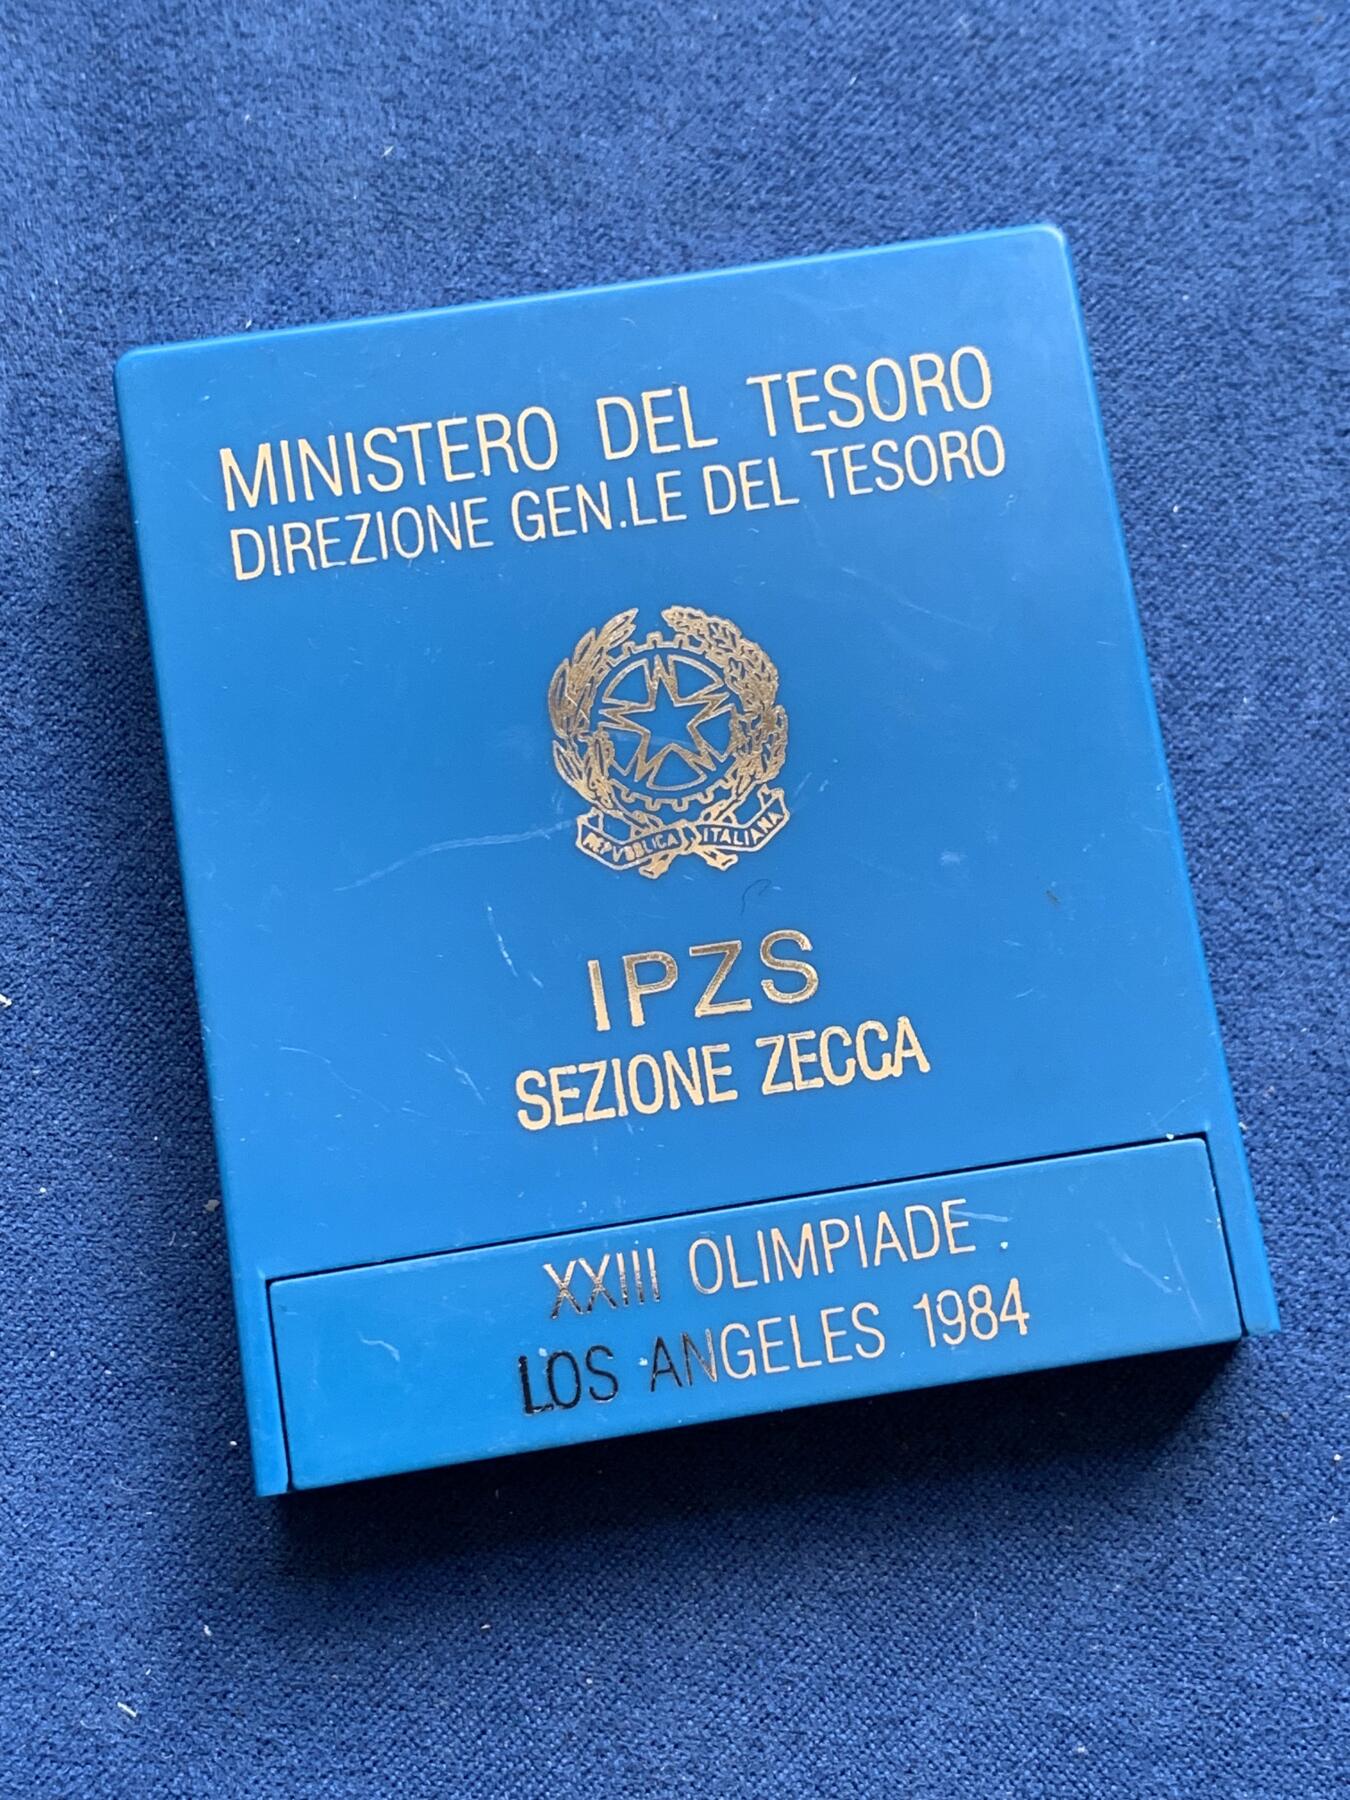 MINISTERO DEL TESORO
DIREZIONE GEN.LE DEL TESORO
REPVBBLICA ITALIANA
IPZS
SEZIONE ZECCA
XXIII OLIMPIADE
LOS ANGELES 1984